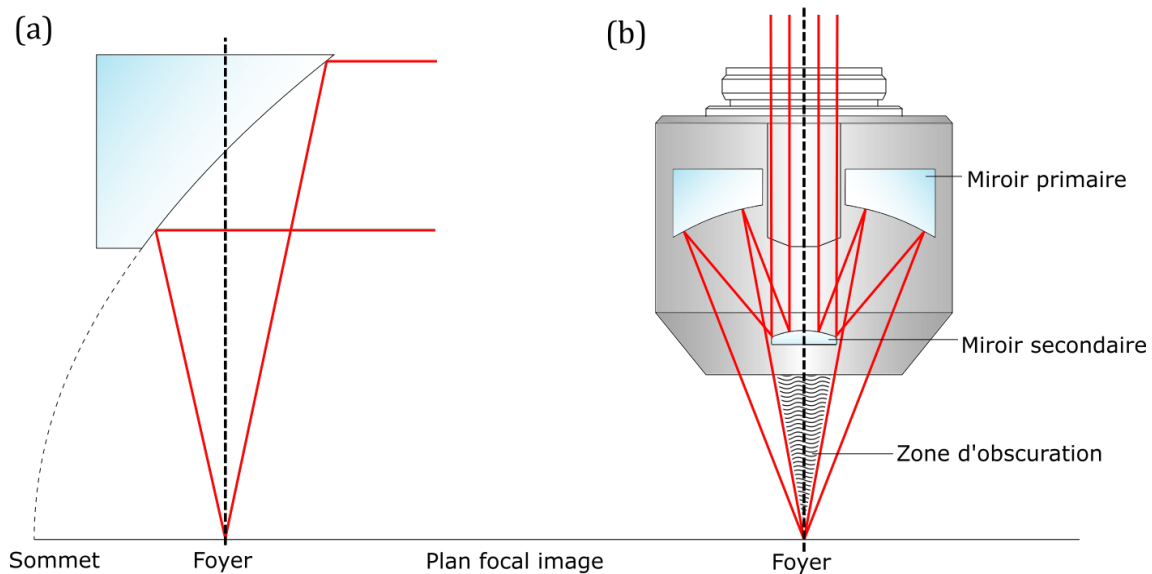 (a)
(b)
Miroir primaire
Miroir secondaire
Zone d'obscuration
Sommet
Foyer
Plan focal image
Foyer